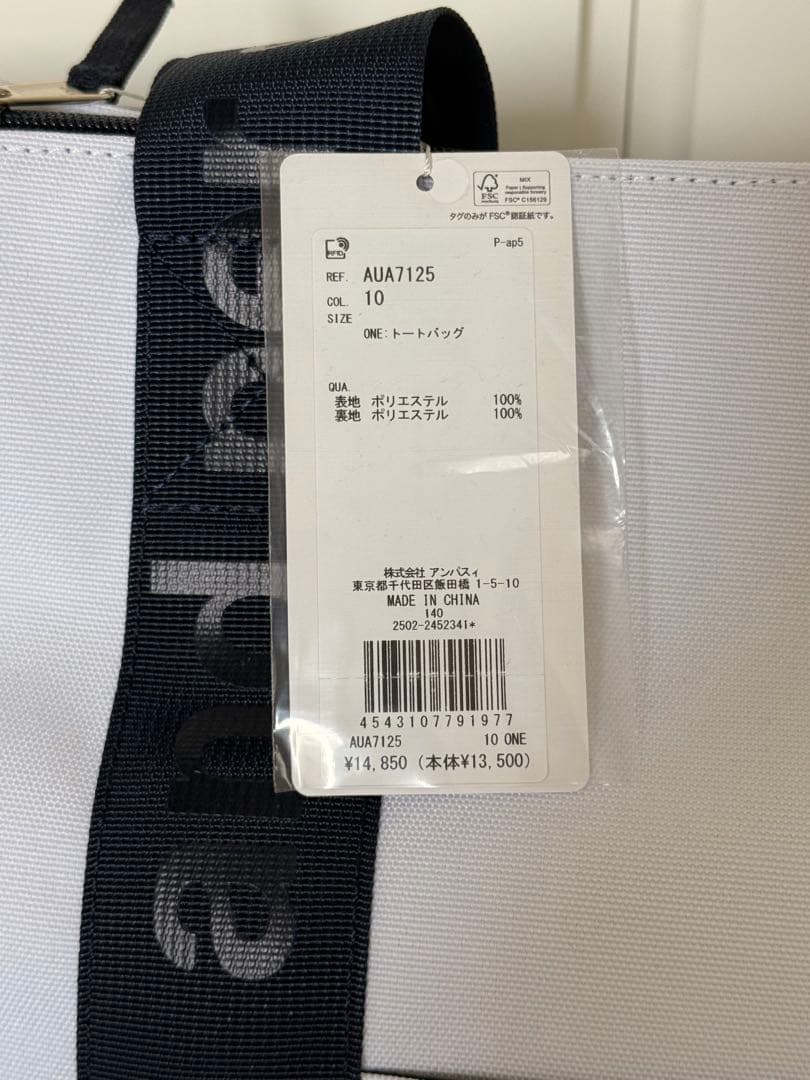 MIX
Paper | Supporting
responsible forestry
FSC® C156129
FSC
タグのみが FSC®認証紙です。
P-ap5
RFID
REF. AUA7125
COL. 10
SIZE
ONE:トートバッグ
QUA.
表地 ポリエステル 100%
裏地 ポリエステル 100%
株式会社 アンパスィ
東京都千代田区飯田橋 1-5-10
MADE IN CHINA
140
2502-2452341*
4543107791977
AUA7125 10 ONE
¥14,850 (本体¥13,500)
and per